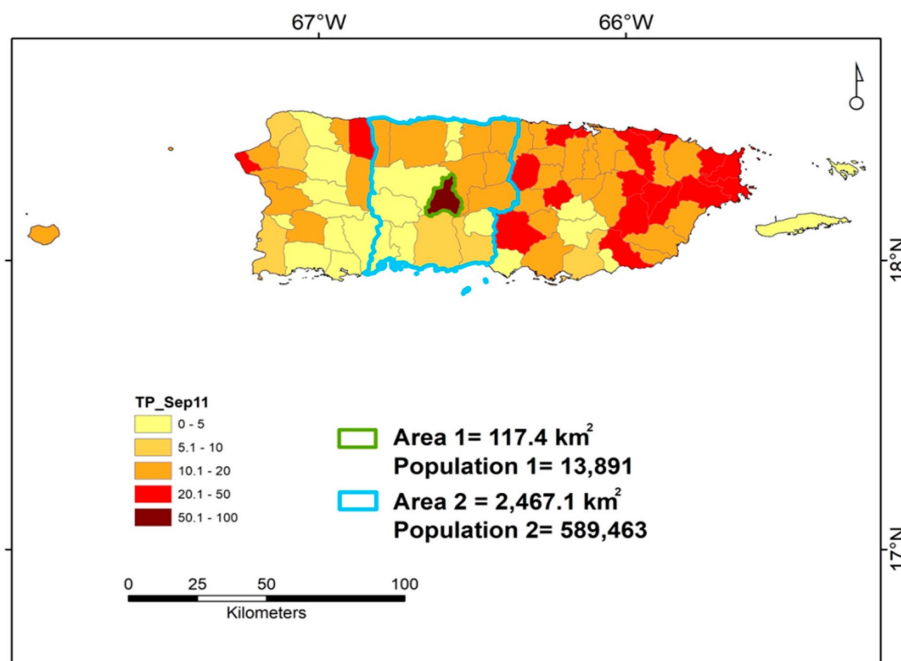 67°W
66°W
18°N
TP_Sep11
0 - 5
5.1 - 10
10.1 - 20
20.1 - 50
50.1 - 100
Area 1= 117.4 km²
Population 1= 13,891
Area 2 = 2,467.1 km²
Population 2= 589,463
17°N
0 25 50 100
Kilometers